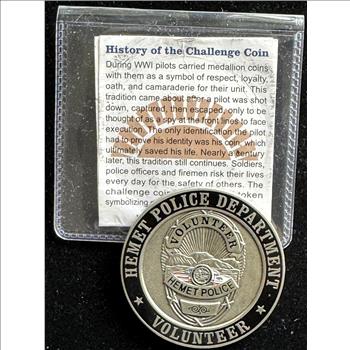 History of the Challenge Coin
During WWI pilots carried medallion coins
with them as a symbol of respect, loyalty,
oath, and camaraderie for their unit. This
tradition came about after a pilot was shot
down, captured, then escaped only to be
thought a spy at the front lines to face
execution. The only identification the pilot
had to prove his identity was his coin, which
ultimately saved his life. Nearly a century
later, this tradition still continues. Soldiers,
police officers and firemen risk their lives
every day for the safety of others. The
challenge coin token
symbolizing
HEMET POLICE DEPARTMENT
VOLUNTEER
HEMET POLICE
VOLUNTEER